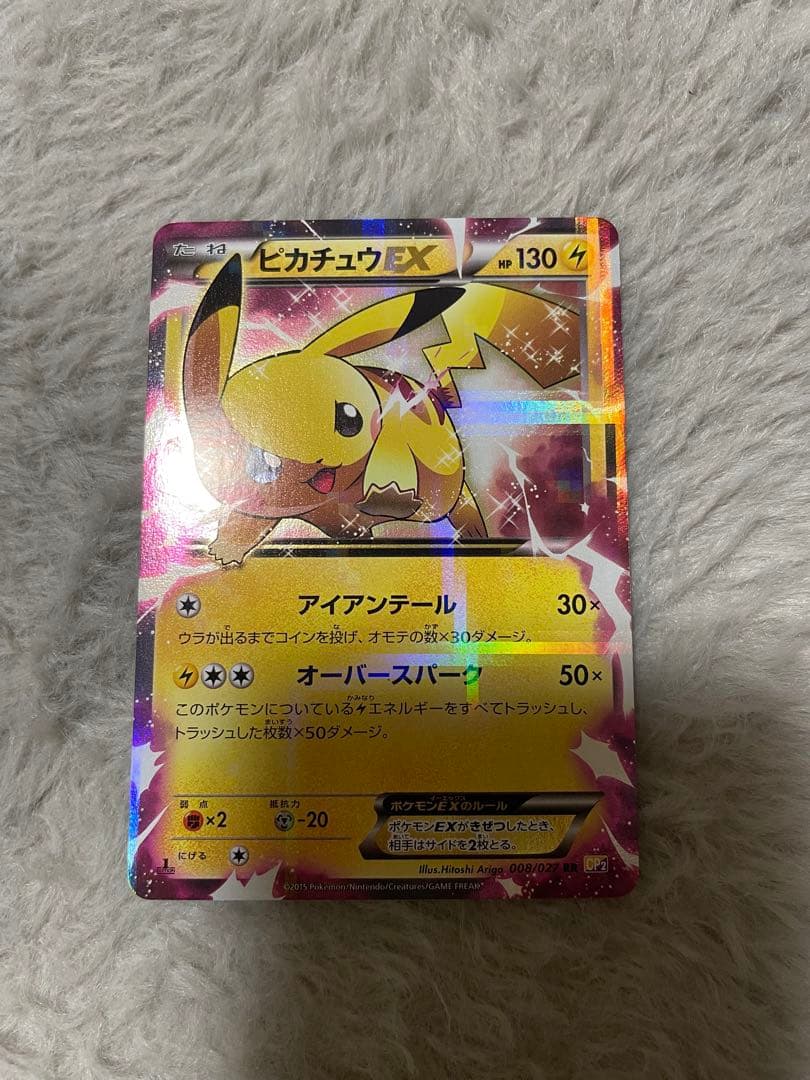 たね ピカチュウEX HP 130
アイアンテール 30×
ウラが出るまでコインを投げ、オモテの数×30ダメージ。
オーバースパーク 50×
このポケモンについているエネルギーをすべてトラッシュし、
トラッシュした枚数×50ダメージ。
弱点 抵抗力
×2 -20
にげる
ポケモンEXのルール
ポケモンEXがきぜつしたとき、
相手はサイドを2枚とる。
Illus.Hitoshi Ariga 008/027 RR CP2
©2015 Pokémon/Nintendo/Creatures/GAME FREAK